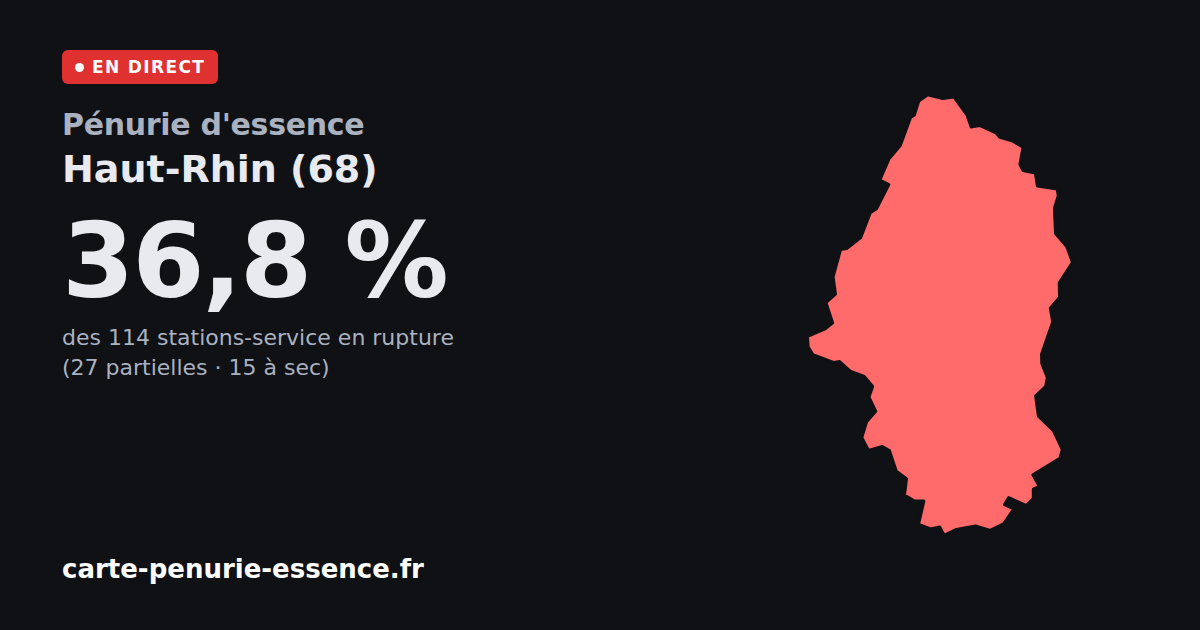 EN DIRECT
Pénurie d'essence
Haut-Rhin (68)
36,8 %
des 114 stations-service en rupture
(27 partielles · 15 à sec)
carte-penurie-essence.fr